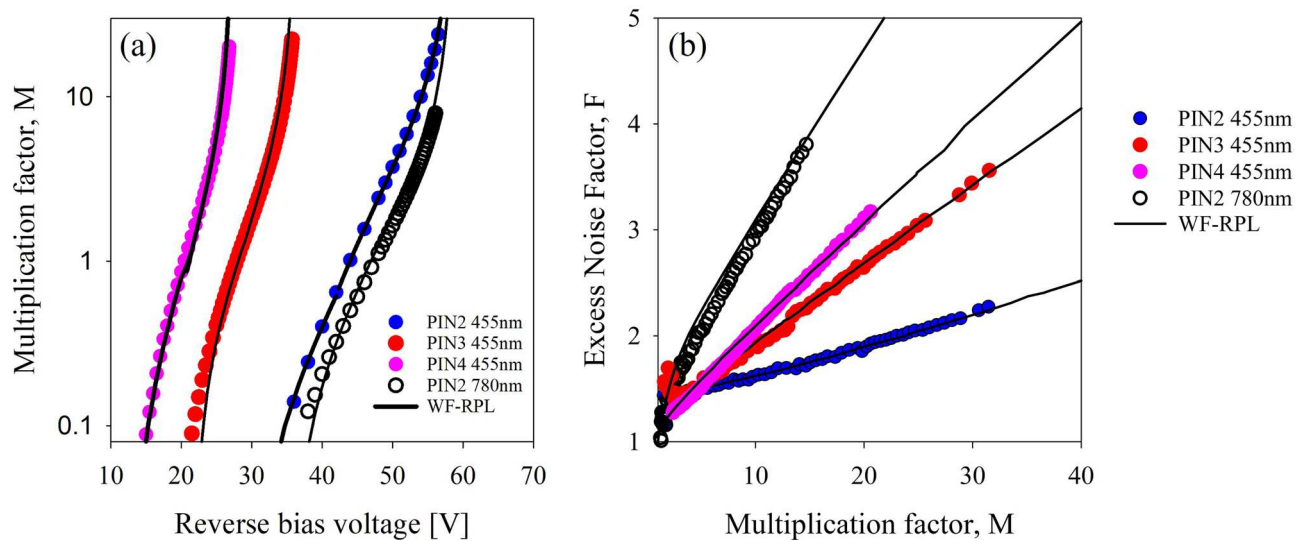 (a)
Multiplication factor, M
10
1
0.1
10 20 30 40 50 60 70
Reverse bias voltage [V]
PIN2 455nm
PIN3 455nm
PIN4 455nm
PIN2 780nm
WF-RPL
(b)
Excess Noise Factor, F
5
4
3
2
1
10 20 30 40
Multiplication factor, M
PIN2 455nm
PIN3 455nm
PIN4 455nm
PIN2 780nm
WF-RPL